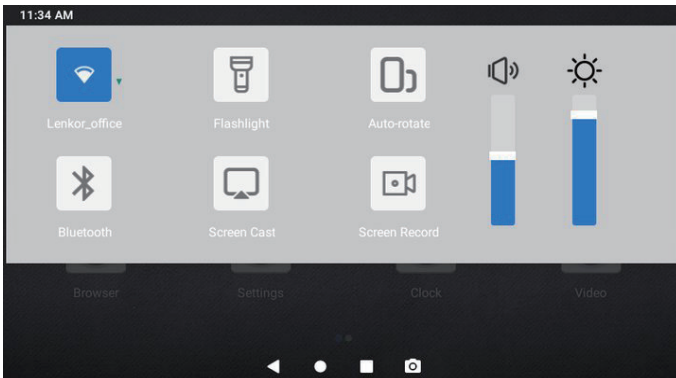 11:34 AM
Lenkor_office
Flashlight
Auto-rotate
Bluetooth
Screen Cast
Screen Record
Browser
Settings
Clock
Video